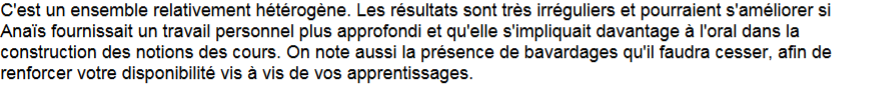 C'est un ensemble relativement hétérogène. Les résultats sont très irréguliers et pourraient s'améliorer si
Anaïs fournissait un travail personnel plus approfondi et qu'elle s'impliquait davantage à l'oral dans la
construction des notions des cours. On note aussi la présence de bavardages qu'il faudra cesser, afin de
renforcer votre disponibilité vis à vis de vos apprentissages.